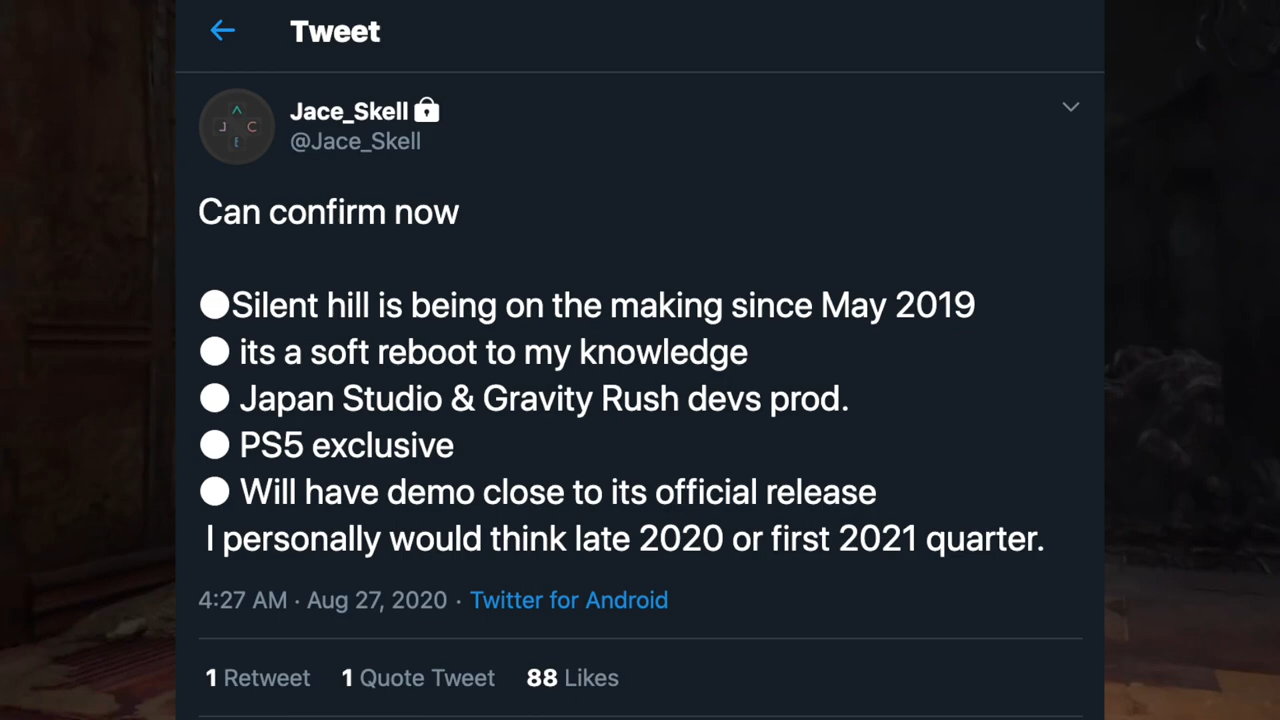 ← Tweet
Jace_Skell
@Jace_Skell
Can confirm now
●Silent hill is being on the making since May 2019
● its a soft reboot to my knowledge
● Japan Studio & Gravity Rush devs prod.
● PS5 exclusive
● Will have demo close to its official release
I personally would think late 2020 or first 2021 quarter.
4:27 AM · Aug 27, 2020 · Twitter for Android
1 Retweet 1 Quote Tweet 88 Likes